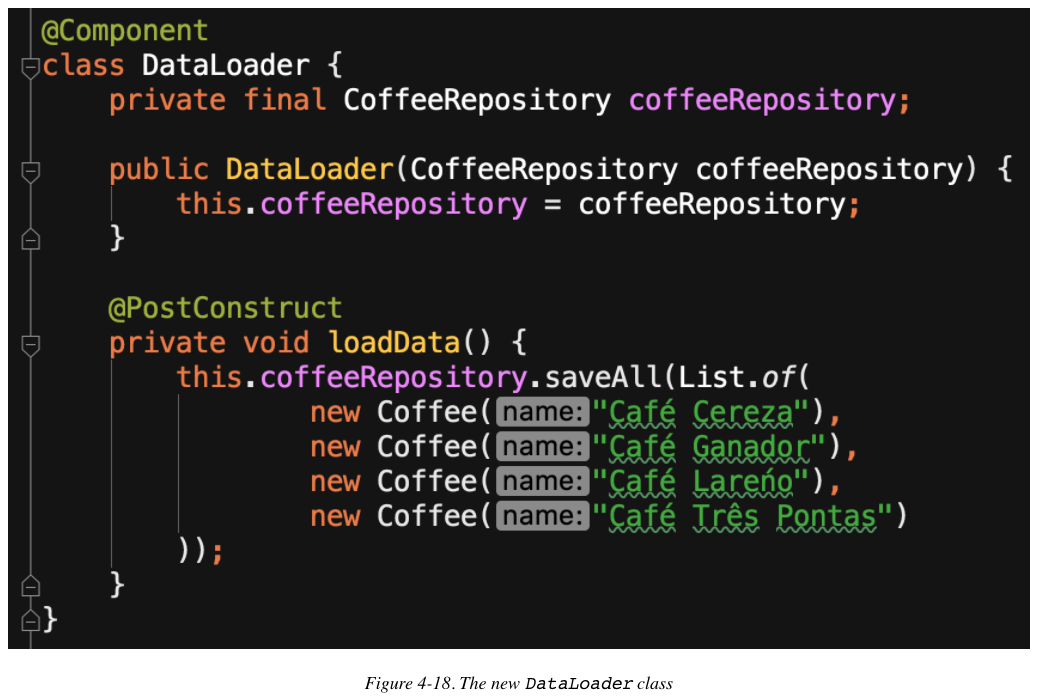 @Component
class DataLoader {
    private final CoffeeRepository coffeeRepository;
    public DataLoader(CoffeeRepository coffeeRepository) {
        this.coffeeRepository = coffeeRepository;
    }
    @PostConstruct
    private void loadData() {
        this.coffeeRepository.saveAll(List.of(
                new Coffee( name: "Café Cereza"),
                new Coffee( name: "Café Ganador"),
                new Coffee( name: "Café Lareńo"),
                new Coffee( name: "Café Três Pontas")
        ));
    }
}
Figure 4-18. The new DataLoader class